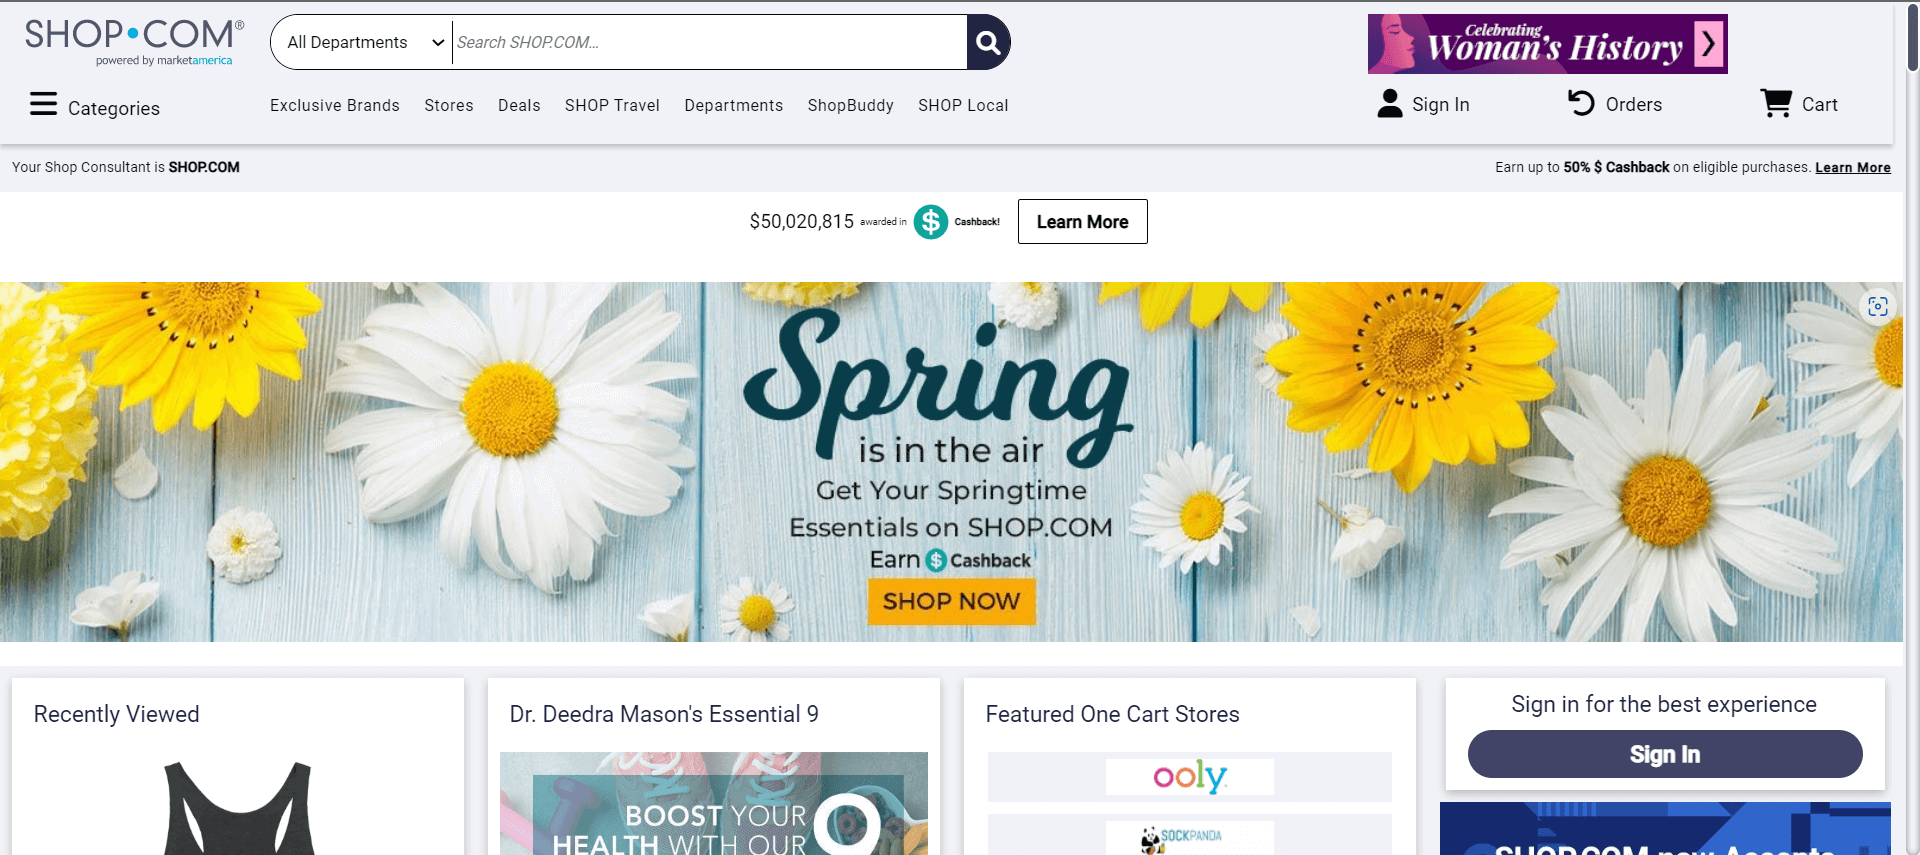 SHOP•COM®
powered by marketamerica
All Departments
Search SHOP.COM...
Celebrating
Woman's History
Categories
Exclusive Brands
Stores
Deals
SHOP Travel
Departments
ShopBuddy
SHOP Local
Sign In
Orders
Cart
Your Shop Consultant is SHOP.COM
Earn up to 50% $ Cashback on eligible purchases. Learn More
$50,020,815 awarded in $ Cashback!
Learn More
Spring
is in the air
Get Your Springtime
Essentials on SHOP.COM
Earn $ Cashback
SHOP NOW
Recently Viewed
Dr. Deedra Mason's Essential 9
BOOST YOUR
HEALTH WITH OUR
Featured One Cart Stores
ooly
SOCKPANDA
Sign in for the best experience
Sign In
SHOP.COM now Accepts